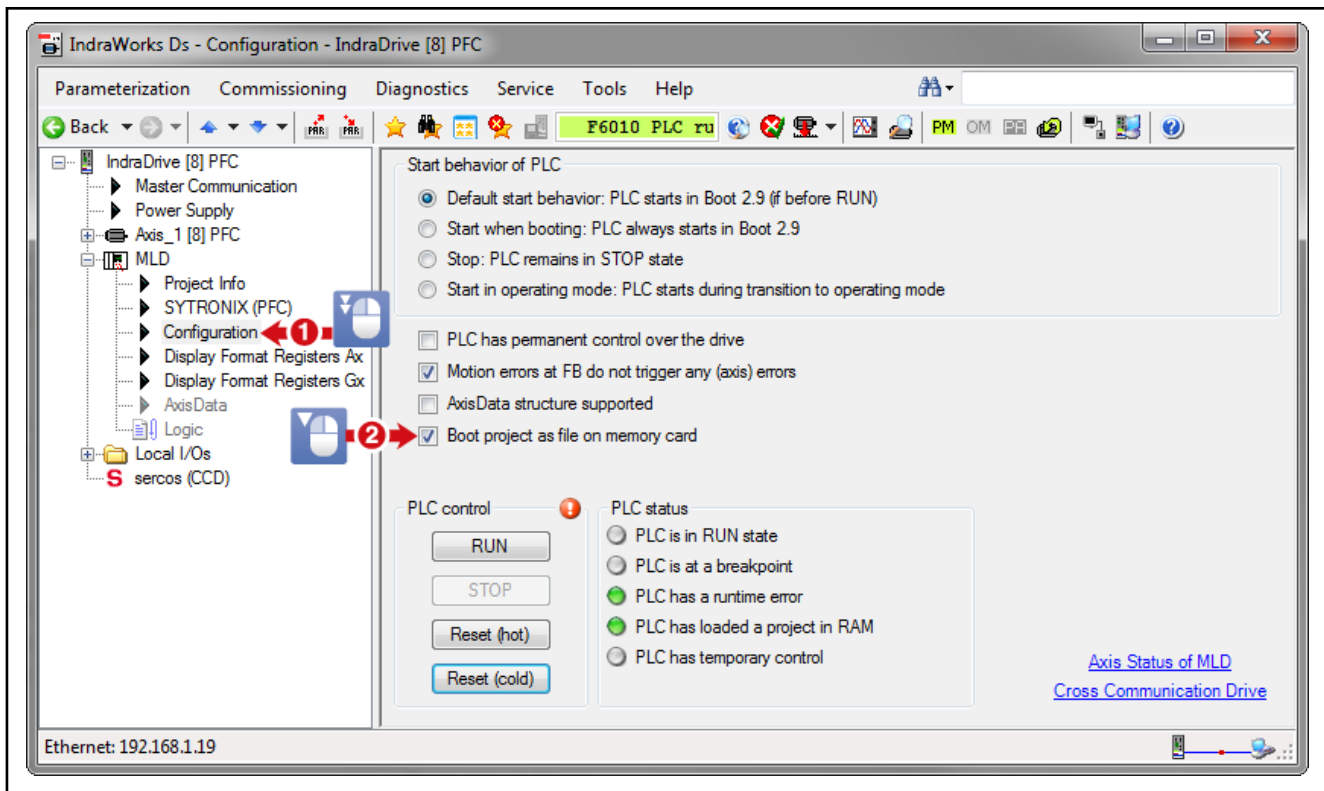 IndraWorks Ds - Configuration - IndraDrive [8] PFC
Parameterization Commissioning Diagnostics Service Tools Help
Back PAR PAR F6010 PLC ru PM OM
IndraDrive [8] PFC
Master Communication
Power Supply
Axis_1 [8] PFC
MLD
Project Info
SYTRONIX (PFC)
Configuration 1
Display Format Registers Ax
Display Format Registers Gx
AxisData
Logic
Local I/Os
S sercos (CCD)
Start behavior of PLC
Default start behavior: PLC starts in Boot 2.9 (if before RUN)
Start when booting: PLC always starts in Boot 2.9
Stop: PLC remains in STOP state
Start in operating mode: PLC starts during transition to operating mode
PLC has permanent control over the drive
Motion errors at FB do not trigger any (axis) errors
AxisData structure supported
2 Boot project as file on memory card
PLC control
RUN
STOP
Reset (hot)
Reset (cold)
PLC status
PLC is in RUN state
PLC is at a breakpoint
PLC has a runtime error
PLC has loaded a project in RAM
PLC has temporary control
Axis Status of MLD
Cross Communication Drive
Ethernet: 192.168.1.19